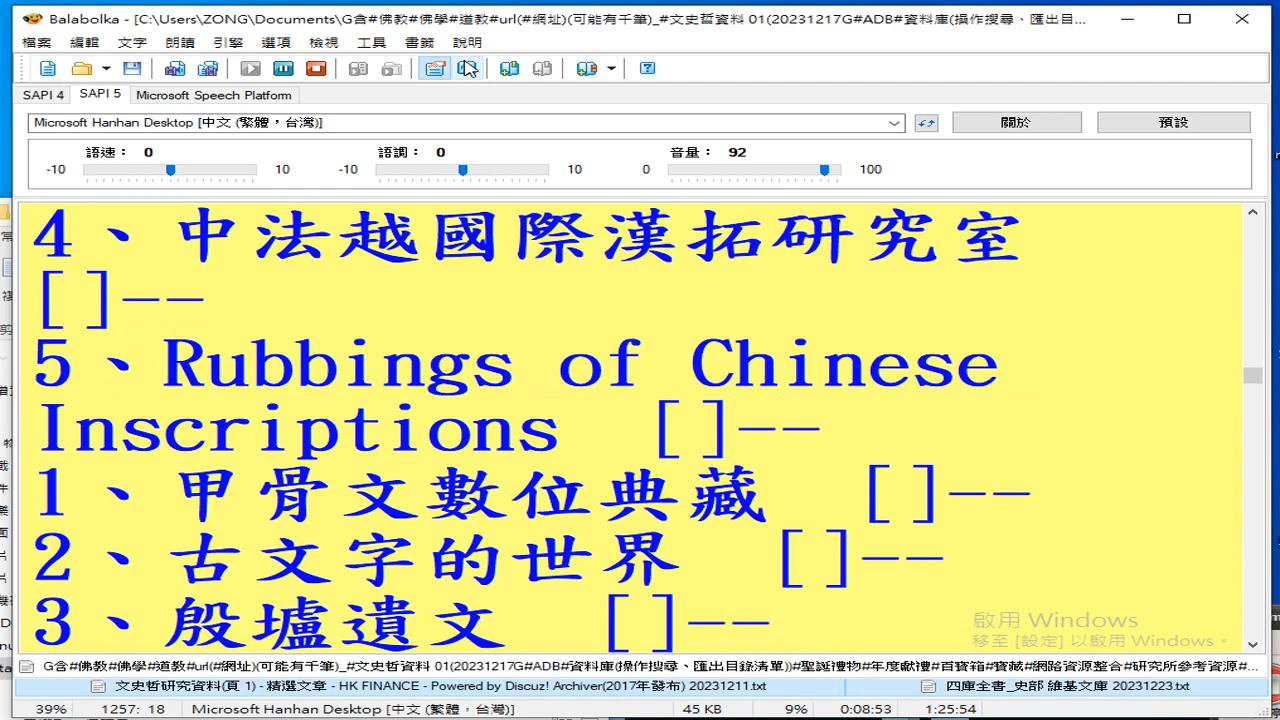 Balabolka - [C:\Users\ZONG\Documents\G含#佛教#佛學#道教#url(#網址)(可能有千筆)_#文史哲資料 01(20231217G#ADB#資料庫(操作搜尋、匯出目...
檔案 編輯 文字 朗讀 引擎 選項 檢視 工具 書籤 說明
SAPI 4 SAPI 5 Microsoft Speech Platform
Microsoft Hanhan Desktop [中文 (繁體，台灣)] 關於 預設
語速： 0 語調： 0 音量： 92
-10 10 -10 10 0 100
4、中法越國際漢拓研究室
[ ]--
5、Rubbings of Chinese
Inscriptions [ ]--
1、甲骨文數位典藏 [ ]--
2、古文字的世界 [ ]--
3、殷墟遺文 [ ]--
啟用 Windows
移至 [設定] 以啟用 Windows。
G含#佛教#佛學#道教#url(#網址)(可能有千筆)_#文史哲資料 01(20231217G#ADB#資料庫(操作搜尋、匯出目錄清單))#聖誕禮物#年度獻禮#百寶箱#寶藏#網路資源整合#研究所參考資源#...
文史哲研究資料(頁 1) - 精選文章 - HK FINANCE - Powered by Discuz! Archiver(2017年發布) 20231211.txt 四庫全書_史部 維基文庫 20231223.txt
39% 1257: 18 Microsoft Hanhan Desktop [中文 (繁體，台灣)] 45 KB 9% 0:08:53 1:25:54